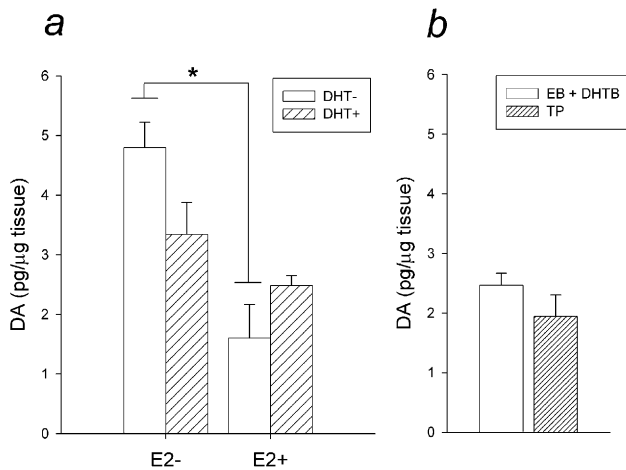 a
6
5
4
3
2
1
0
DA (pg/µg tissue)
*
DHT-
DHT+
E2-
E2+
b
6
5
4
3
2
1
0
DA (pg/µg tissue)
EB + DHTB
TP